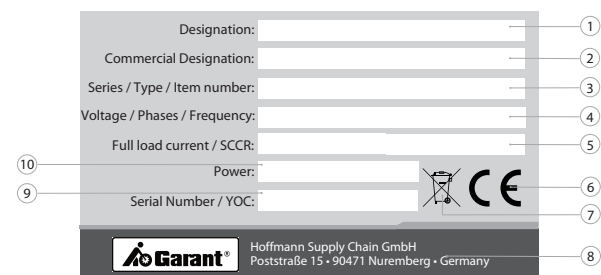 Designation: 1
Commercial Designation: 2
Series / Type / Item number: 3
Voltage / Phases / Frequency: 4
Full load current / SCCR: 5
10 Power:
CE 6
9 Serial Number / YOC:
7
Garant®
Hoffmann Supply Chain GmbH
Poststraße 15 • 90471 Nuremberg • Germany 8